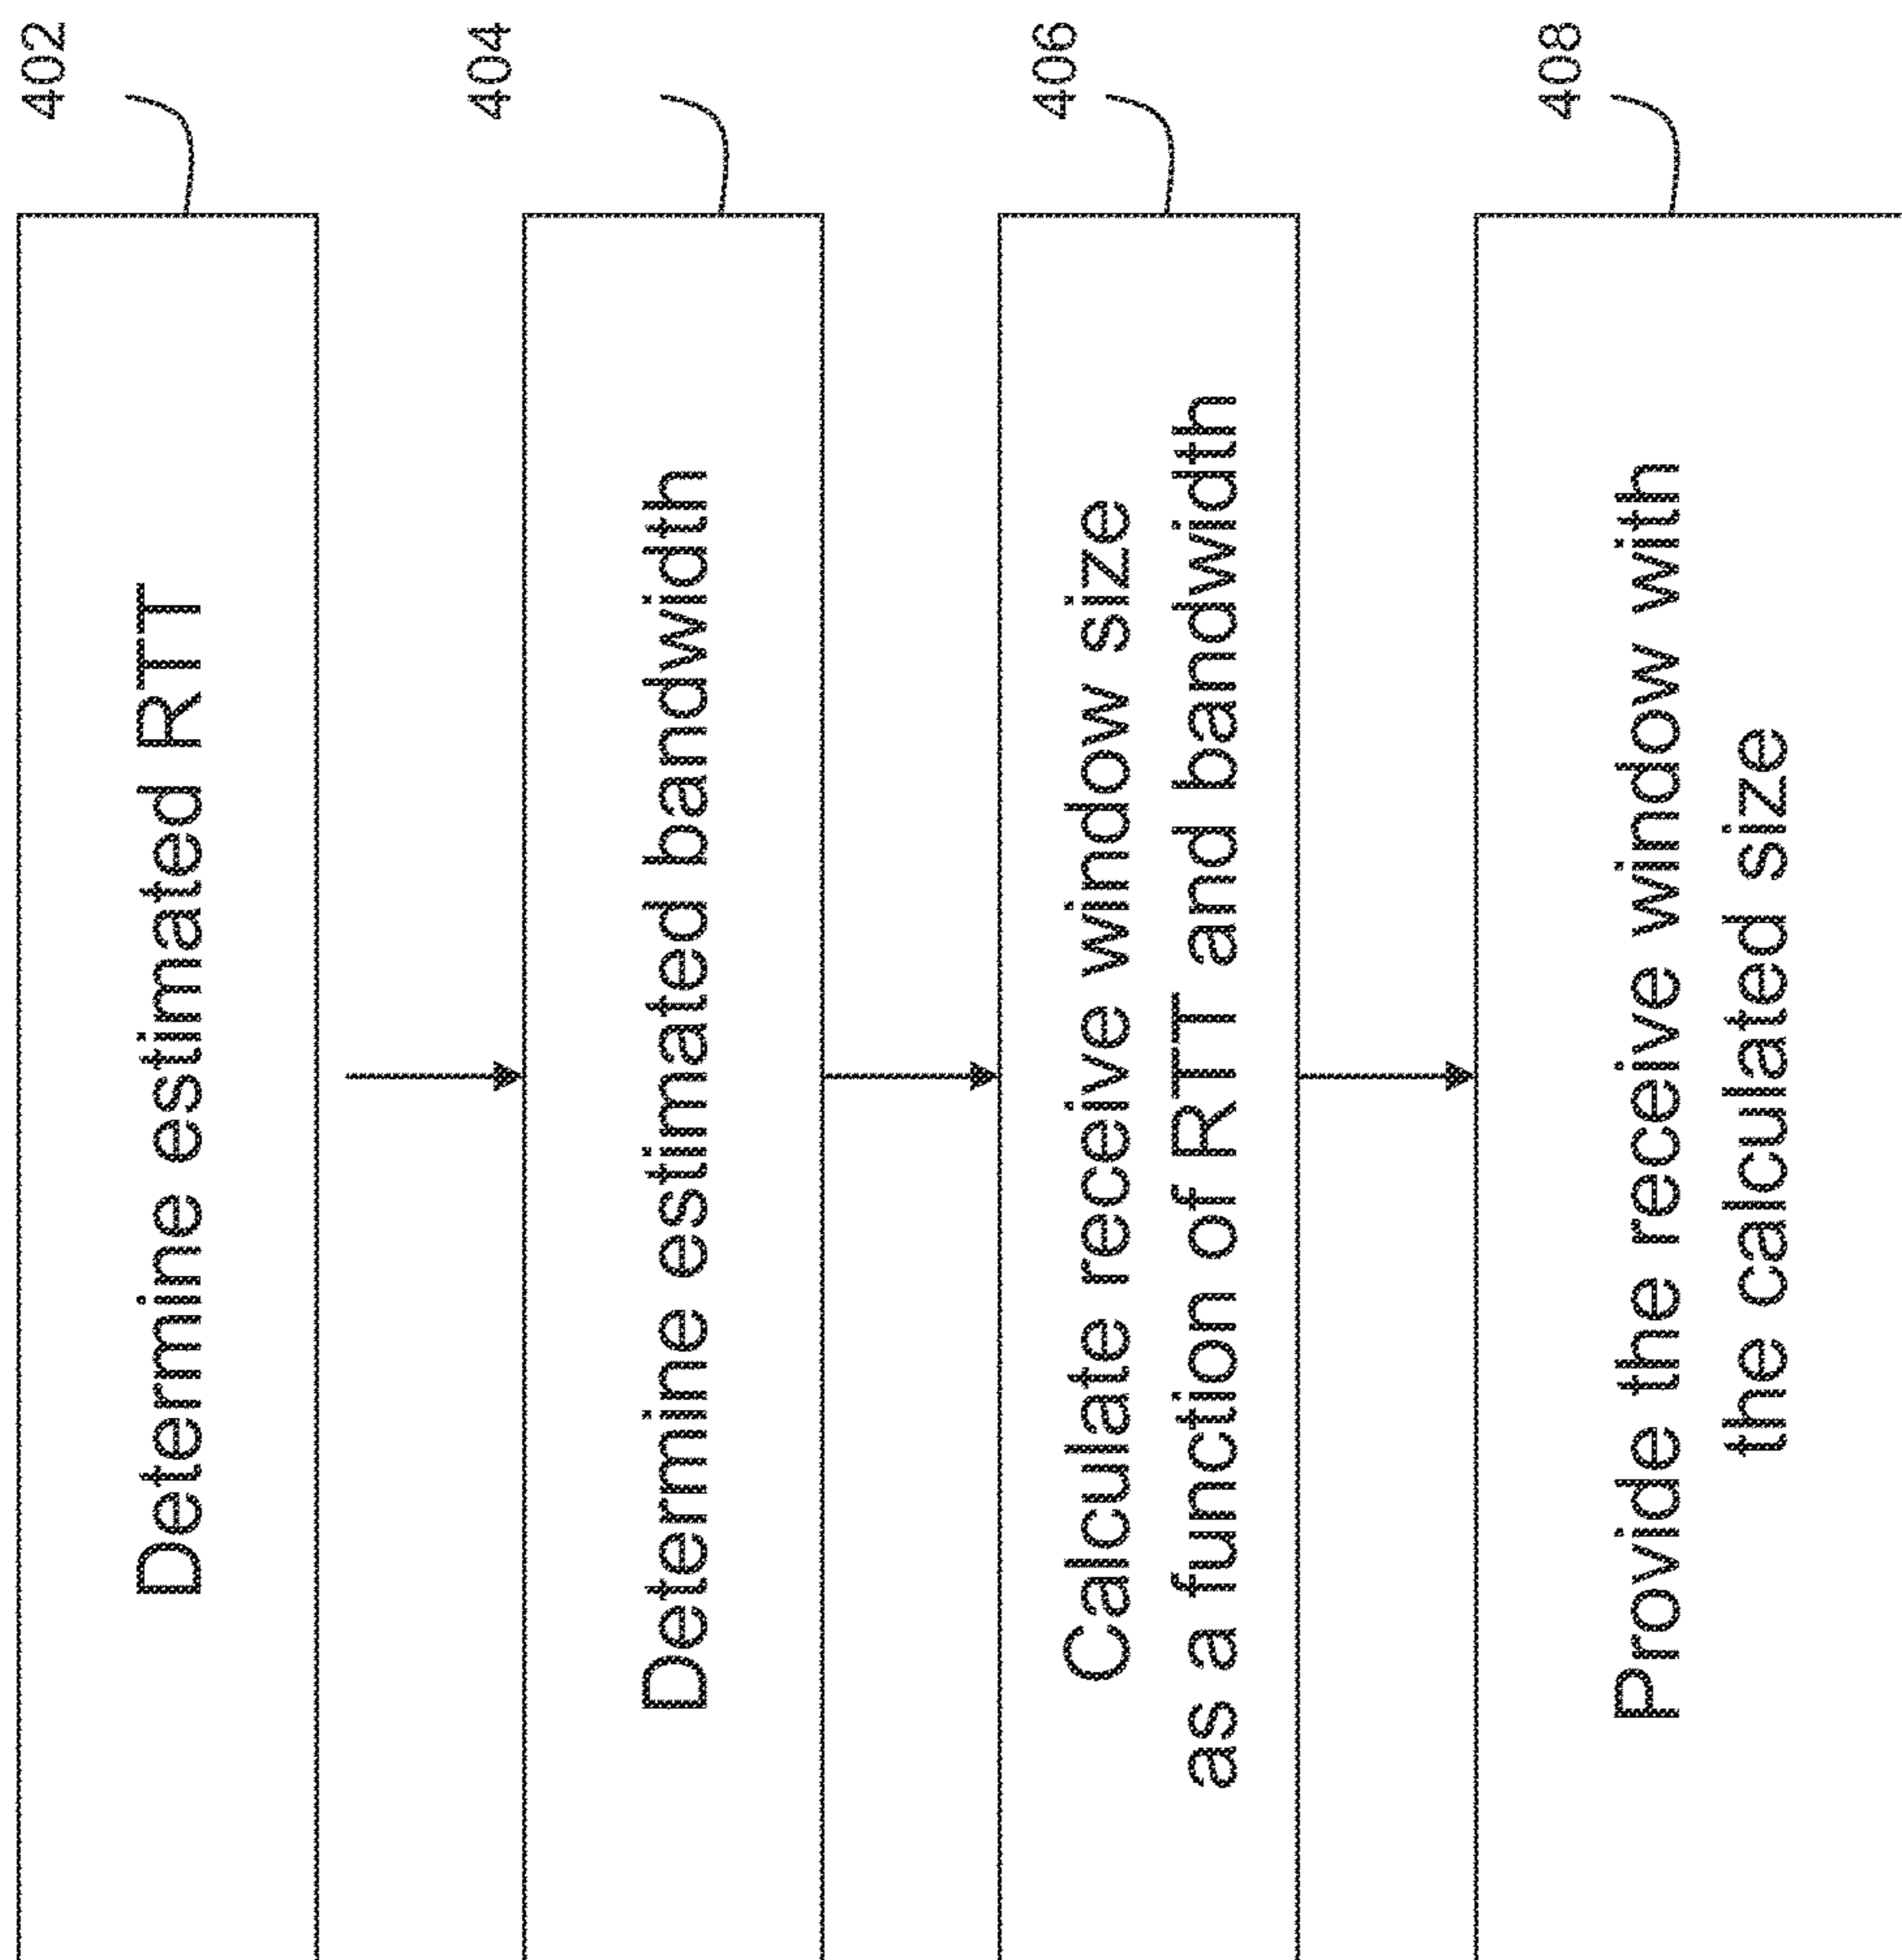 402
Determine estimated RTT
404
Determine estimated bandwidth
406
Calculate receive window size
as a function of RTT and bandwidth
408
Provide the receive window with
the calculated size